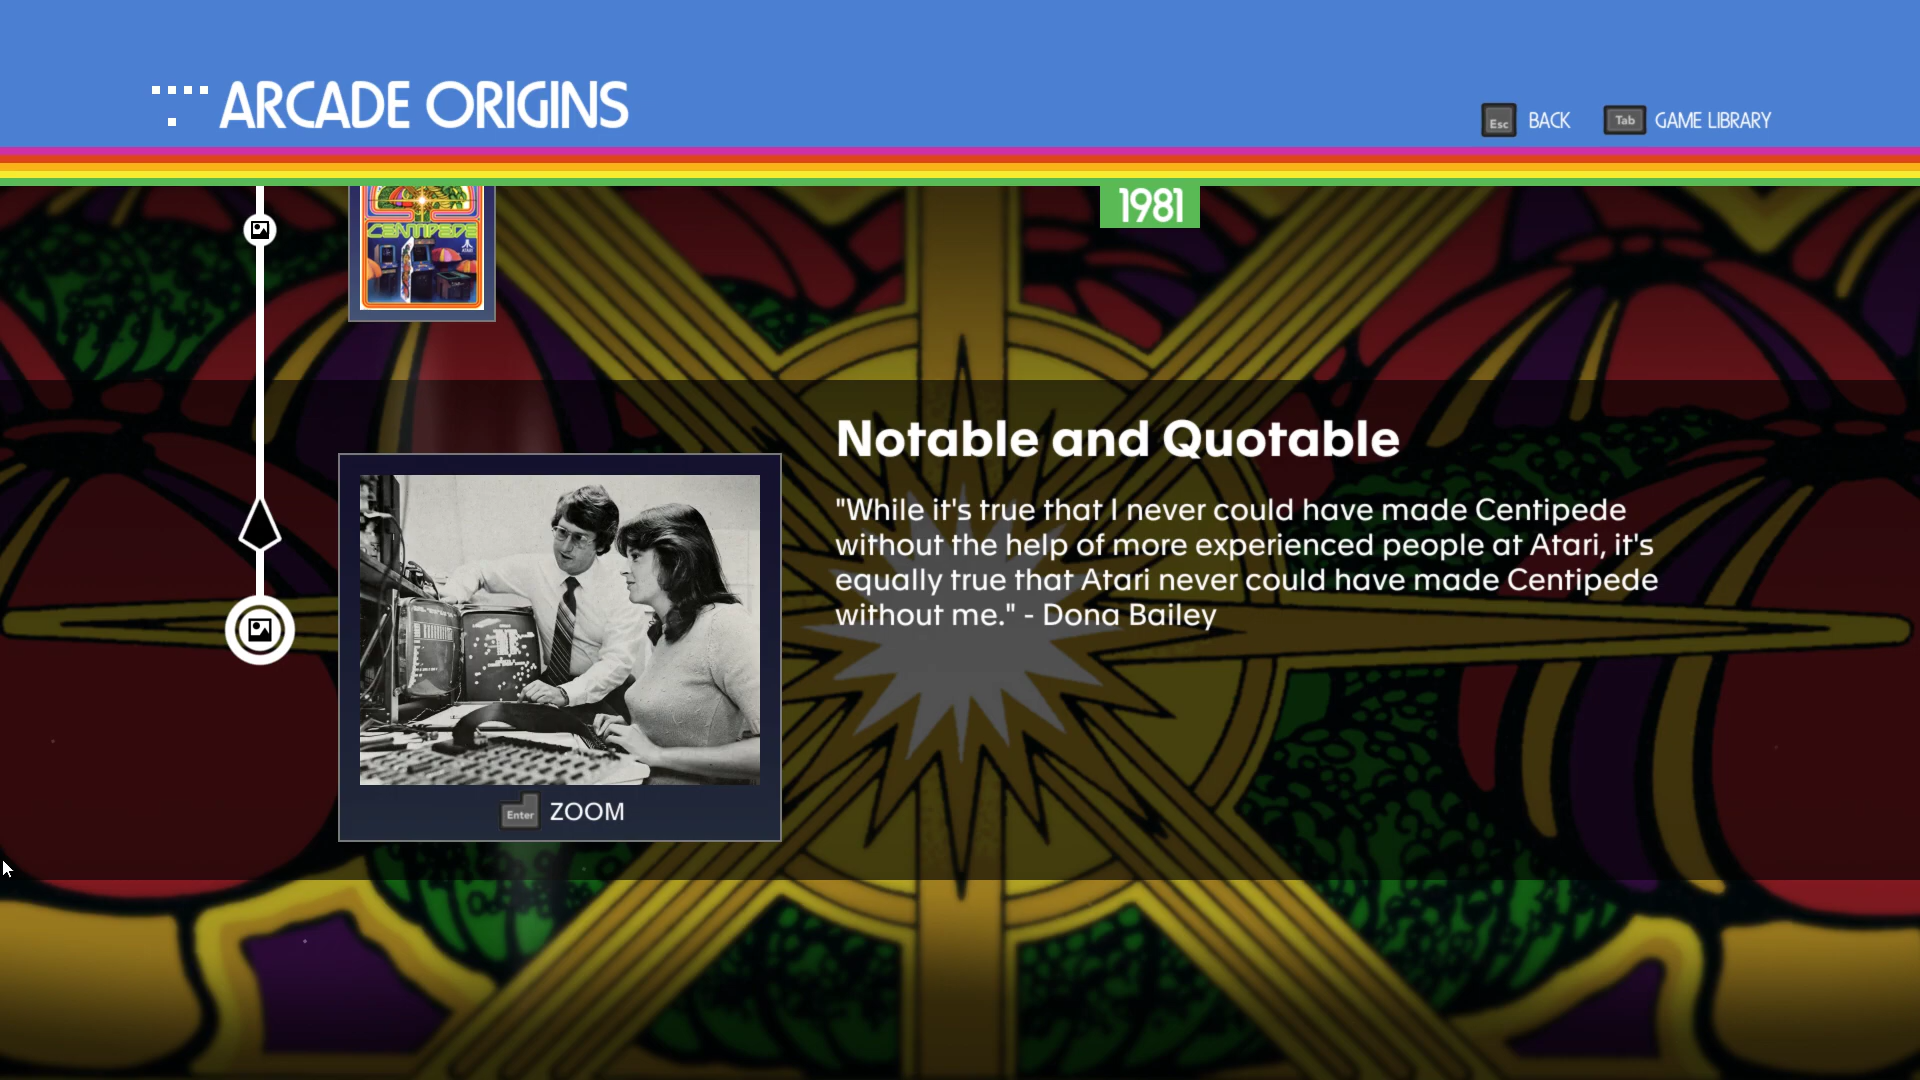 ARCADE ORIGINS
Esc BACK Tab GAME LIBRARY
1981
CENTIPEDE
ATARI
Notable and Quotable
"While it's true that I never could have made Centipede
without the help of more experienced people at Atari, it's
equally true that Atari never could have made Centipede
without me." - Dona Bailey
Enter ZOOM